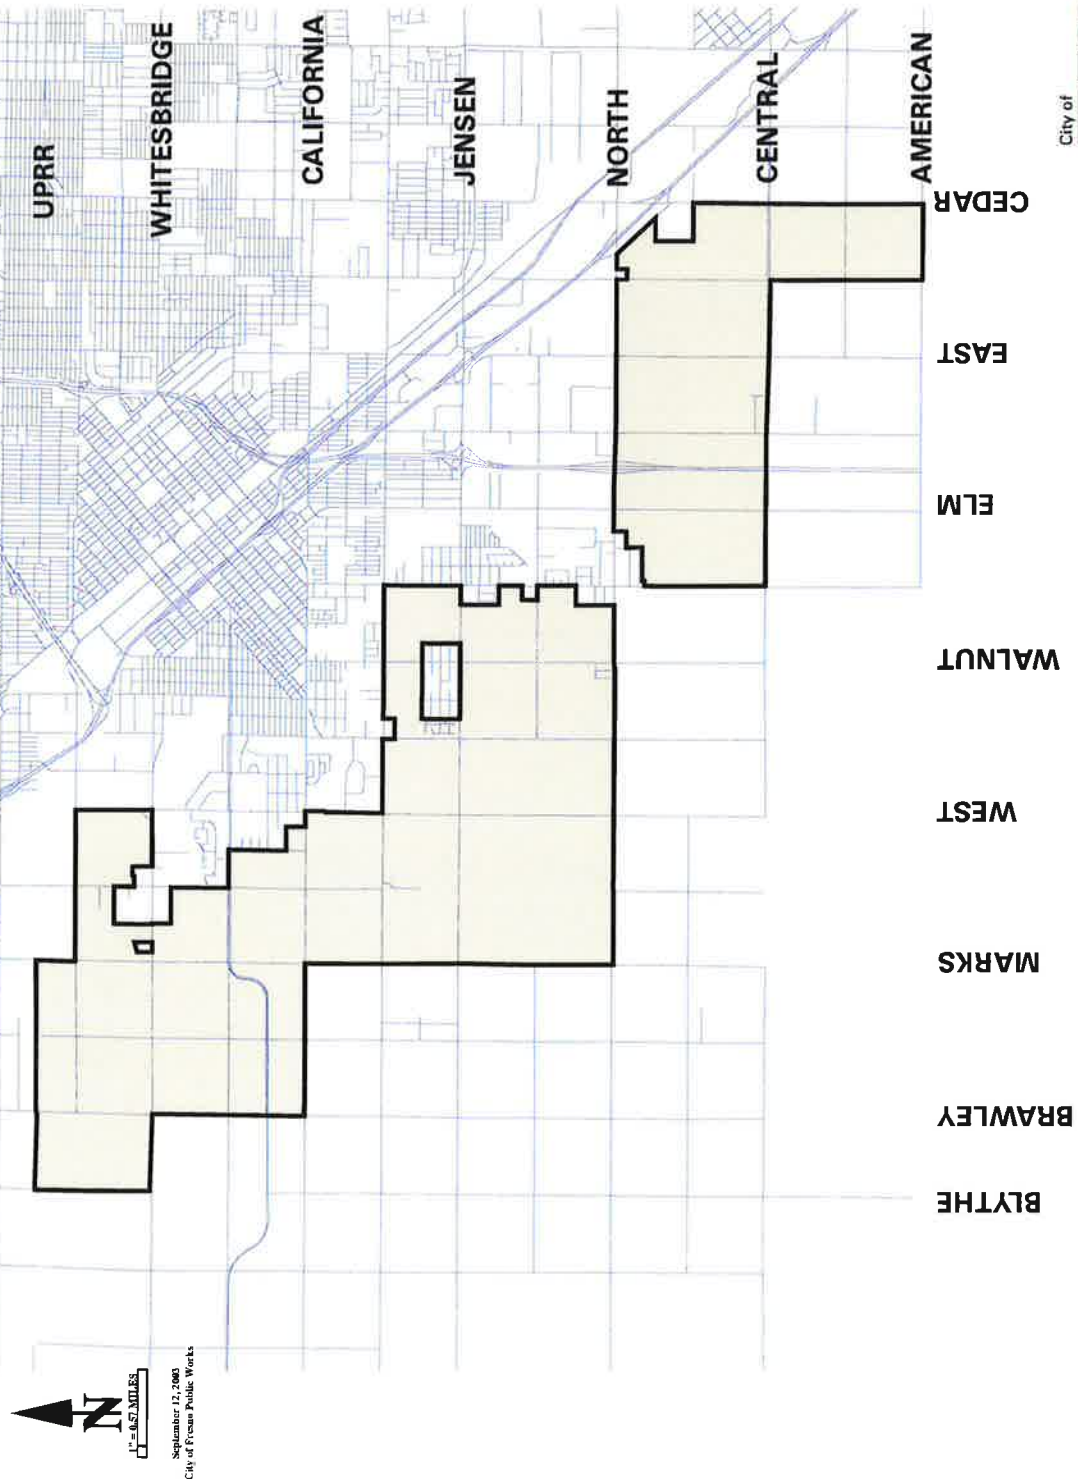 UPRR
WHITESBRIDGE
CALIFORNIA
JENSEN
NORTH
CENTRAL
AMERICAN
CEDAR
EAST
ELM
WALNUT
WEST
MARKS
BRAWLEY
BLYTHE
N
1" = 0.57 MILES
September 12, 2003
City of Fresno Public Works
City of